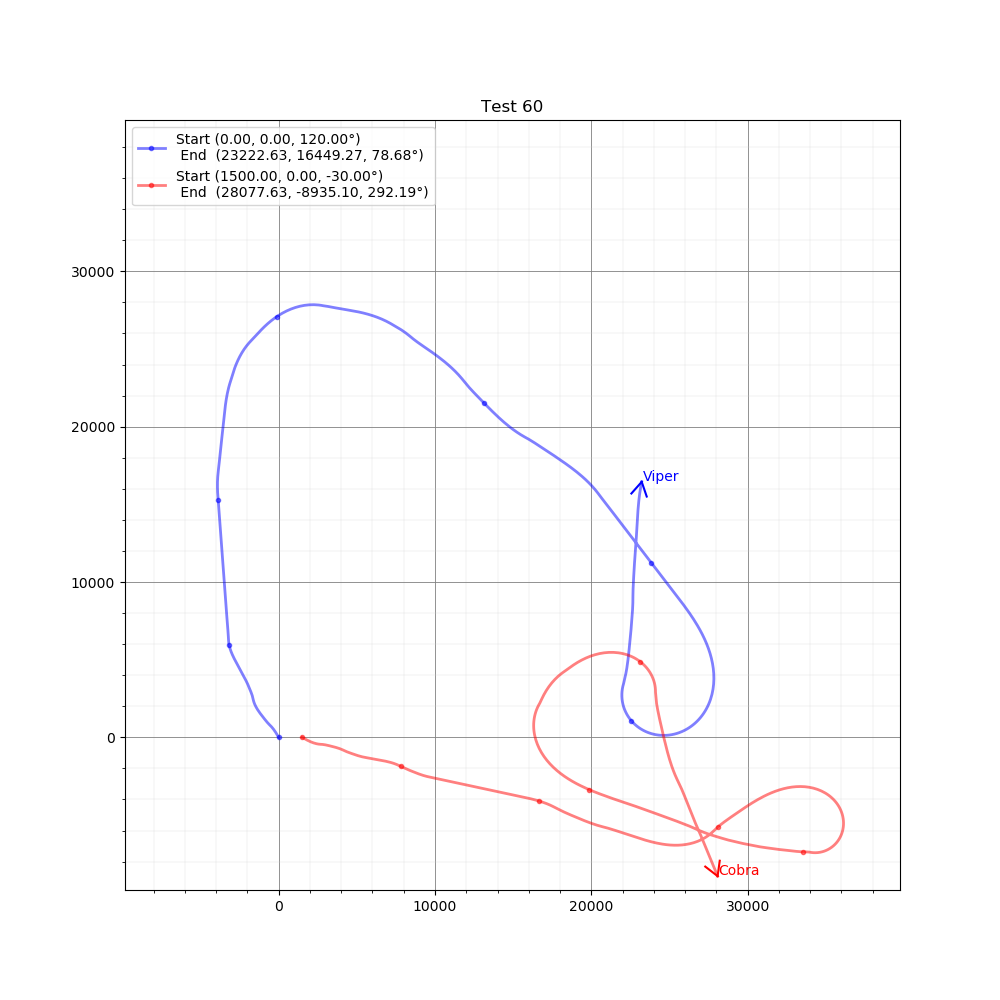 Test 60
Start (0.00, 0.00, 120.00°)
End (23222.63, 16449.27, 78.68°)
Start (1500.00, 0.00, -30.00°)
End (28077.63, -8935.10, 292.19°)
30000
20000
Viper
10000
0
Cobra
0 10000 20000 30000